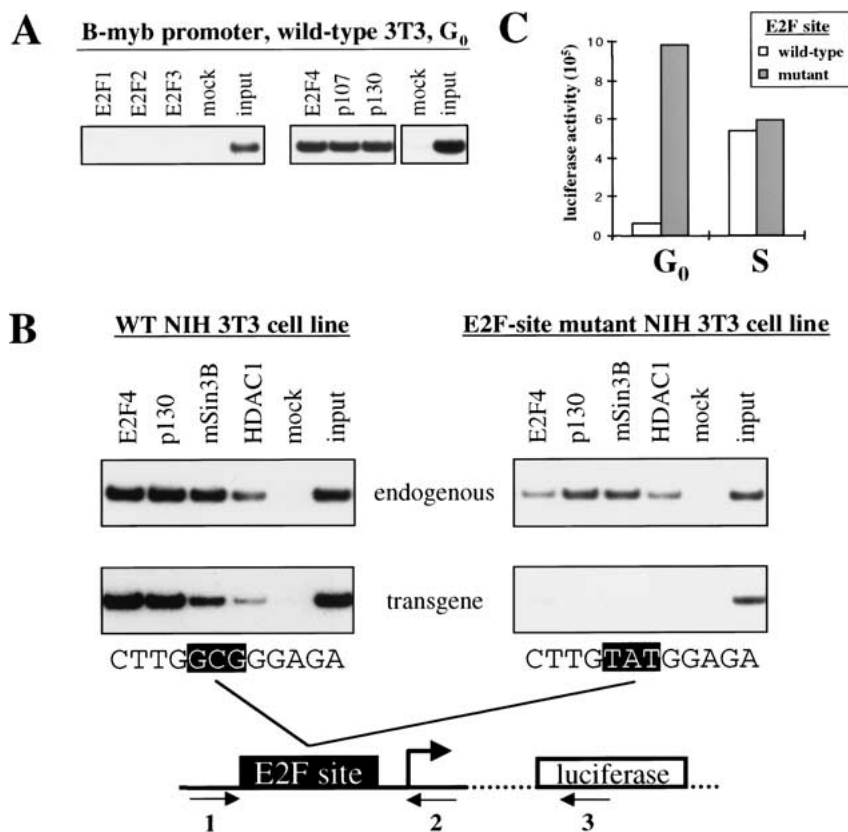 A
B-myb promoter, wild-type 3T3, G0
E2F1
E2F2
E2F3
mock
input
E2F4
p107
p130
mock
input
C
E2F site
wild-type
mutant
luciferase activity (10^5)
10
8
6
4
2
0
G0
S
B
WT NIH 3T3 cell line
E2F-site mutant NIH 3T3 cell line
E2F4
p130
mSin3B
HDAC1
mock
input
E2F4
p130
mSin3B
HDAC1
mock
input
endogenous
transgene
CTTGGCGGGAGA
CTTGTATGGAGA
E2F site
luciferase
1
2
3